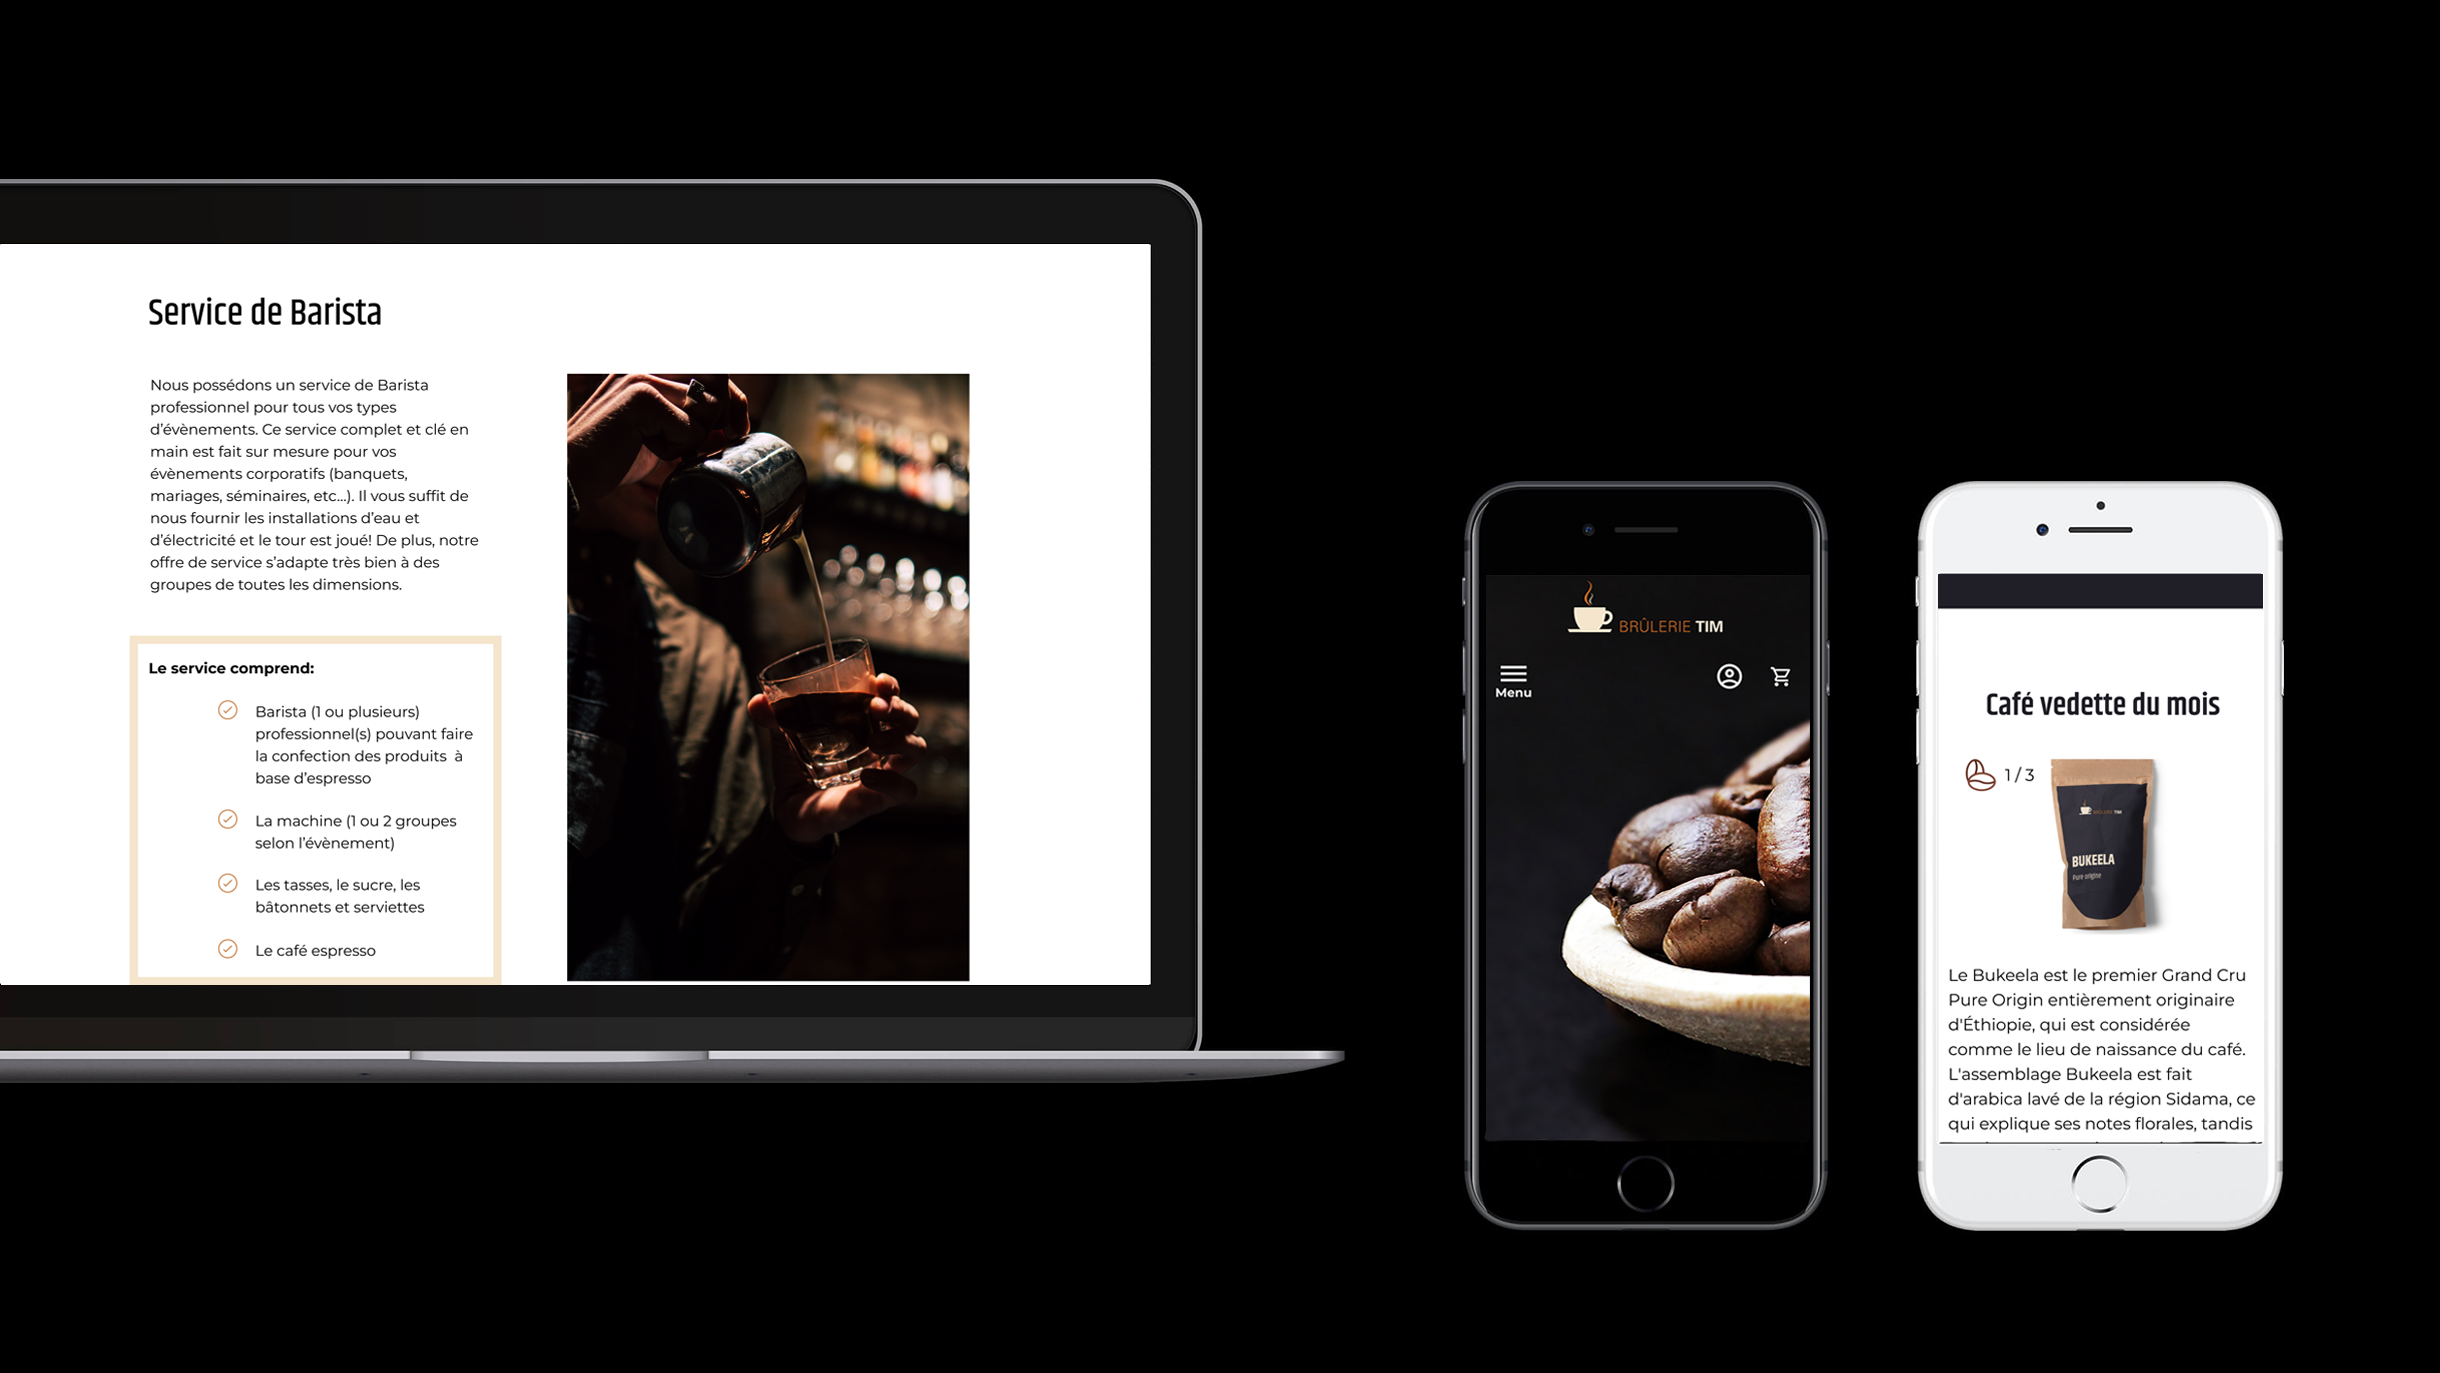 Service de Barista
Nous possédons un service de Barista
professionnel pour tous vos types
d'évènements. Ce service complet et clé en
main est fait sur mesure pour vos
évènements corporatifs (banquets,
mariages, séminaires, etc...). Il vous suffit de
nous fournir les installations d'eau et
d'électricité et le tour est joué! De plus, notre
offre de service s'adapte très bien à des
groupes de toutes les dimensions.
Le service comprend:
Barista (1 ou plusieurs)
professionnel(s) pouvant faire
la confection des produits  à
base d'espresso
La machine (1 ou 2 groupes
selon l'évènement)
Les tasses, le sucre, les
bâtonnets et serviettes
Le café espresso
BRÛLERIE TIM
Menu
Café vedette du mois
1 / 3
BRÛLERIE TIM
BUKEELA
Pure origine
Le Bukeela est le premier Grand Cru
Pure Origin entièrement originaire
d'Éthiopie, qui est considérée
comme le lieu de naissance du café.
L'assemblage Bukeela est fait
d'arabica lavé de la région Sidama, ce
qui explique ses notes florales, tandis